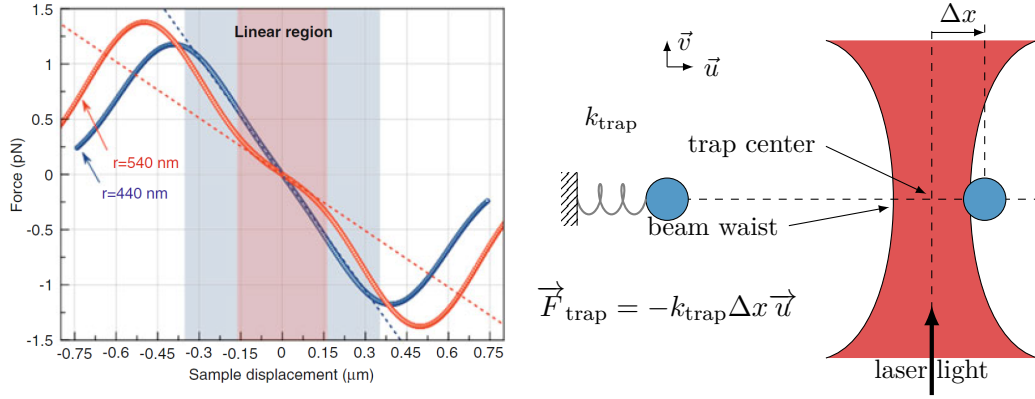 1.5
1
0.5
0
-0.5
-1
-1.5
Force (pN)
Linear region
r=540 nm
r=440 nm
-0.75 -0.6 -0.45 -0.3 -0.15 0 0.15 0.3 0.45 0.6 0.75
Sample displacement (μm)
Δx
v⃗
u⃗
k_trap
trap center
beam waist
F⃗_trap = −k_trap Δx u⃗
laser light